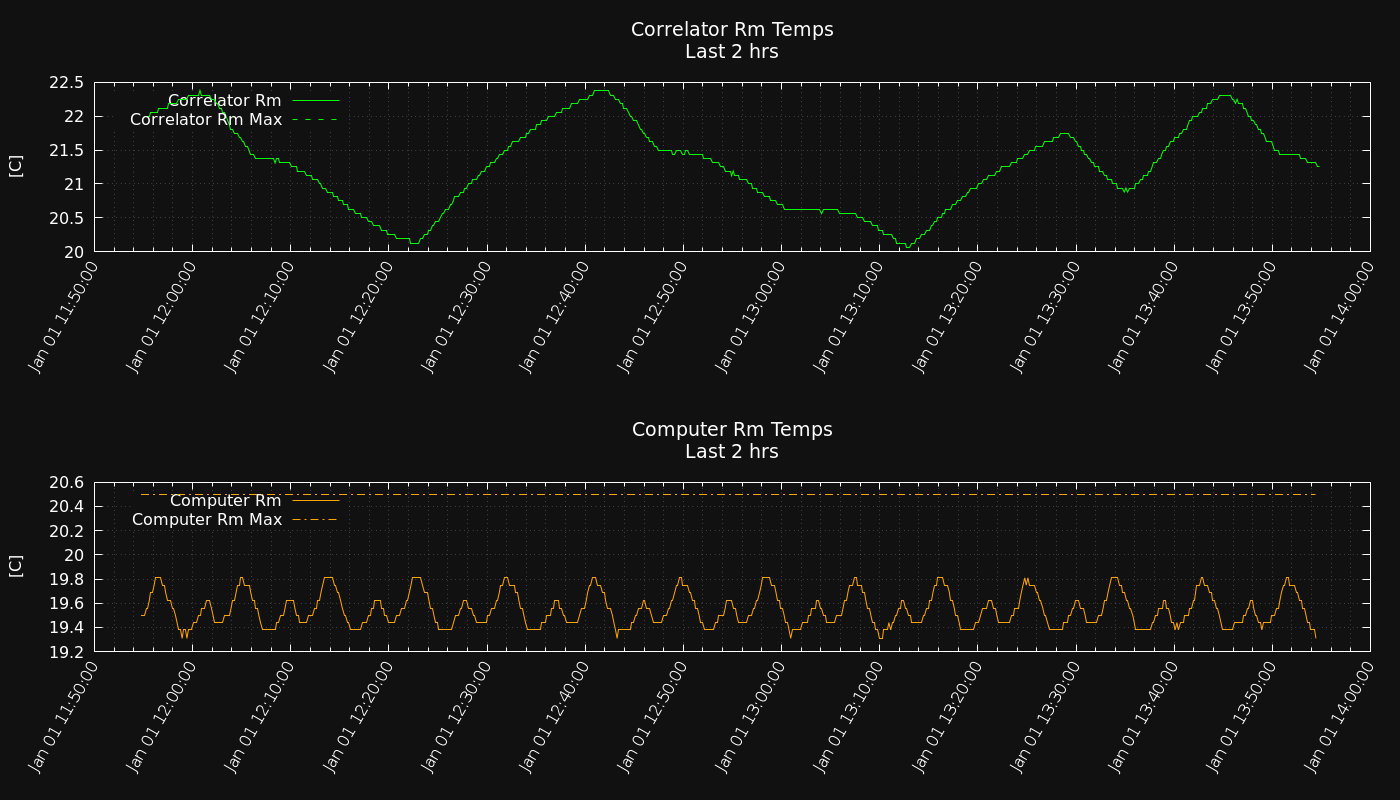 Correlator Rm Temps
Last 2 hrs
[C]
22.5
22
21.5
21
20.5
20
Correlator Rm
Correlator Rm Max
Jan 01 11:50:00
Jan 01 12:00:00
Jan 01 12:10:00
Jan 01 12:20:00
Jan 01 12:30:00
Jan 01 12:40:00
Jan 01 12:50:00
Jan 01 13:00:00
Jan 01 13:10:00
Jan 01 13:20:00
Jan 01 13:30:00
Jan 01 13:40:00
Jan 01 13:50:00
Jan 01 14:00:00
Computer Rm Temps
Last 2 hrs
[C]
20.6
20.4
20.2
20
19.8
19.6
19.4
19.2
Computer Rm
Computer Rm Max
Jan 01 11:50:00
Jan 01 12:00:00
Jan 01 12:10:00
Jan 01 12:20:00
Jan 01 12:30:00
Jan 01 12:40:00
Jan 01 12:50:00
Jan 01 13:00:00
Jan 01 13:10:00
Jan 01 13:20:00
Jan 01 13:30:00
Jan 01 13:40:00
Jan 01 13:50:00
Jan 01 14:00:00